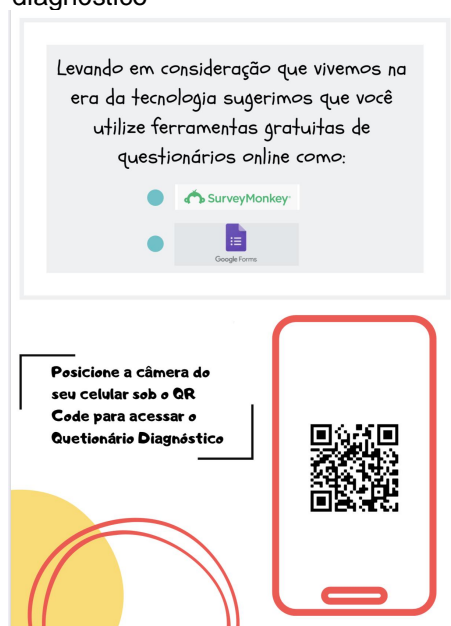 diagnóstico
Levando em consideração que vivemos na
era da tecnologia sugerimos que você
utilize ferramentas gratuitas de
questionários online como:
SurveyMonkey
Google Forms
Posicione a câmera do
seu celular sob o QR
Code para acessar o
Quetionário Diagnóstico